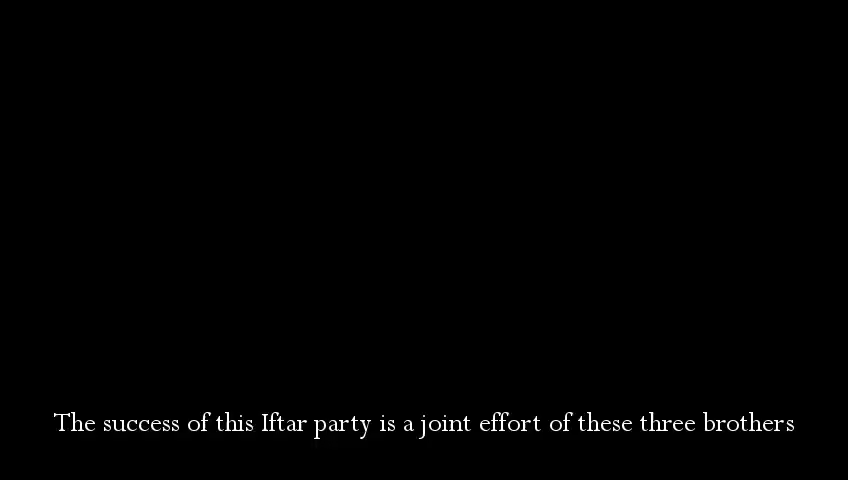 The success of this Iftar party is a joint effort of these three brothers